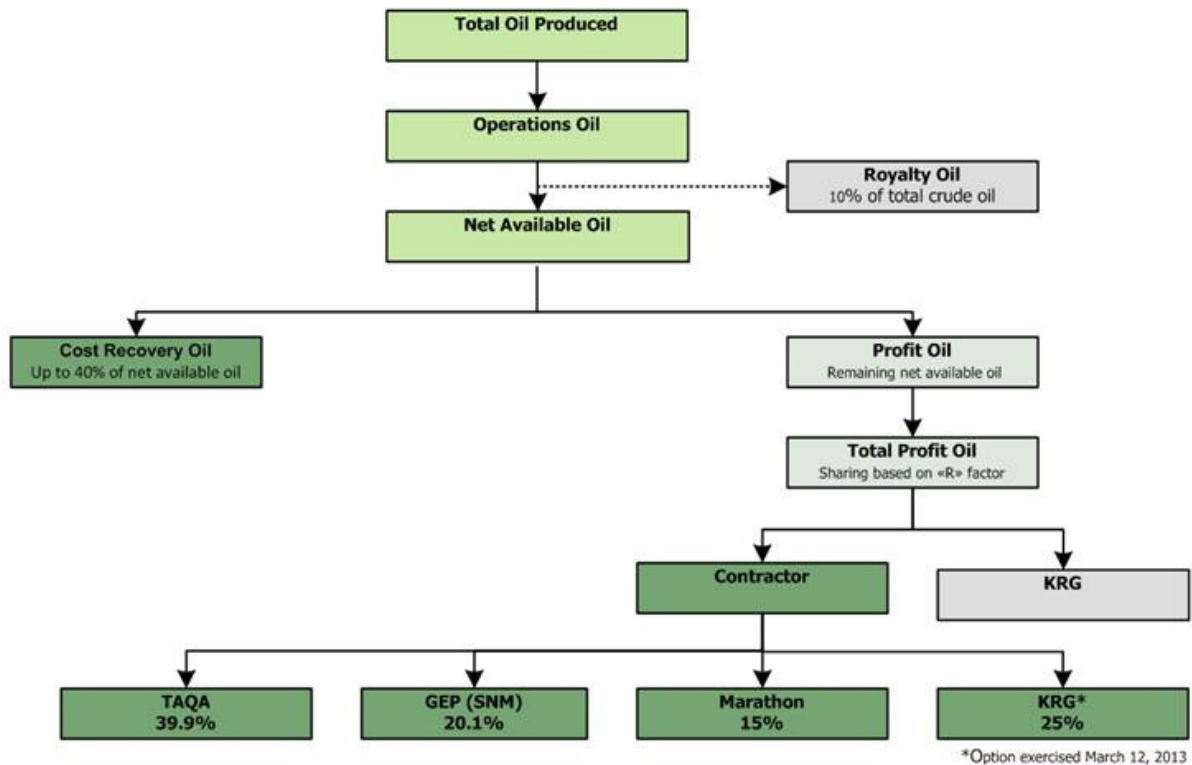 Total Oil Produced
Operations Oil
Royalty Oil
10% of total crude oil
Net Available Oil
Cost Recovery Oil
Up to 40% of net available oil
Profit Oil
Remaining net available oil
Total Profit Oil
Sharing based on «R» factor
Contractor
KRG
TAQA
39.9%
GEP (SNM)
20.1%
Marathon
15%
KRG*
25%
*Option exercised March 12, 2013